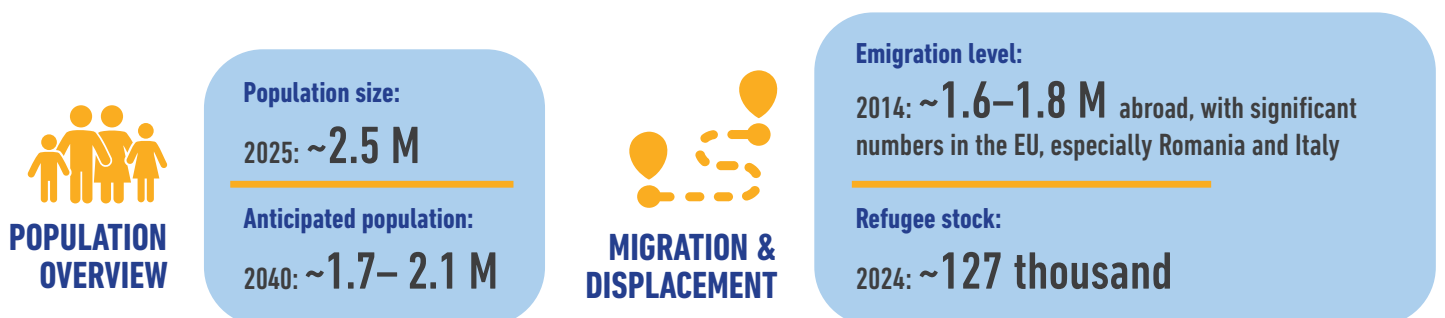 POPULATION
OVERVIEW
Population size:
2025: ~2.5 M
Anticipated population:
2040: ~1.7– 2.1 M
MIGRATION &
DISPLACEMENT
Emigration level:
2014: ~1.6–1.8 M abroad, with significant
numbers in the EU, especially Romania and Italy
Refugee stock:
2024: ~127 thousand